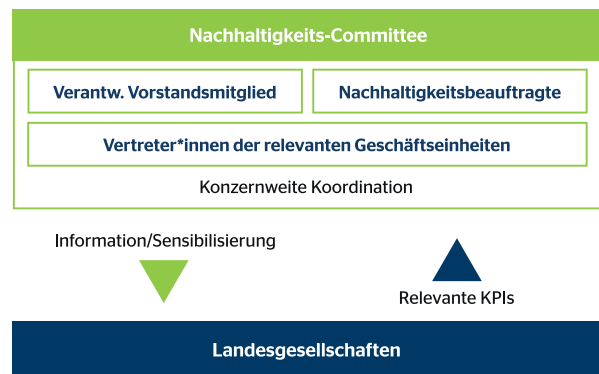 Nachhaltigkeits-Committee
Verantw. Vorstandsmitglied
Nachhaltigkeitsbeauftragte
Vertreter*innen der relevanten Geschäftseinheiten
Konzernweite Koordination
Information/Sensibilisierung
Relevante KPIs
Landesgesellschaften